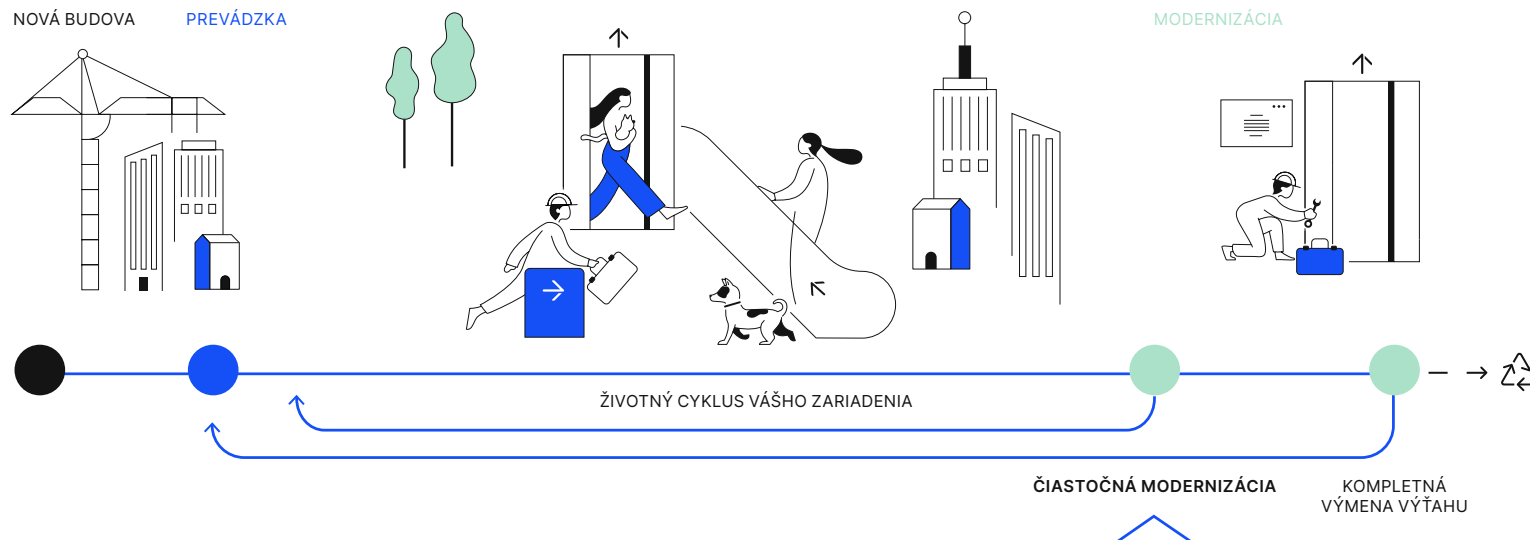 NOVÁ BUDOVA
PREVÁDZKA
MODERNIZÁCIA
ŽIVOTNÝ CYKLUS VÁŠHO ZARIADENIA
ČIASTOČNÁ MODERNIZÁCIA
KOMPLETNÁ
VÝMENA VÝŤAHU